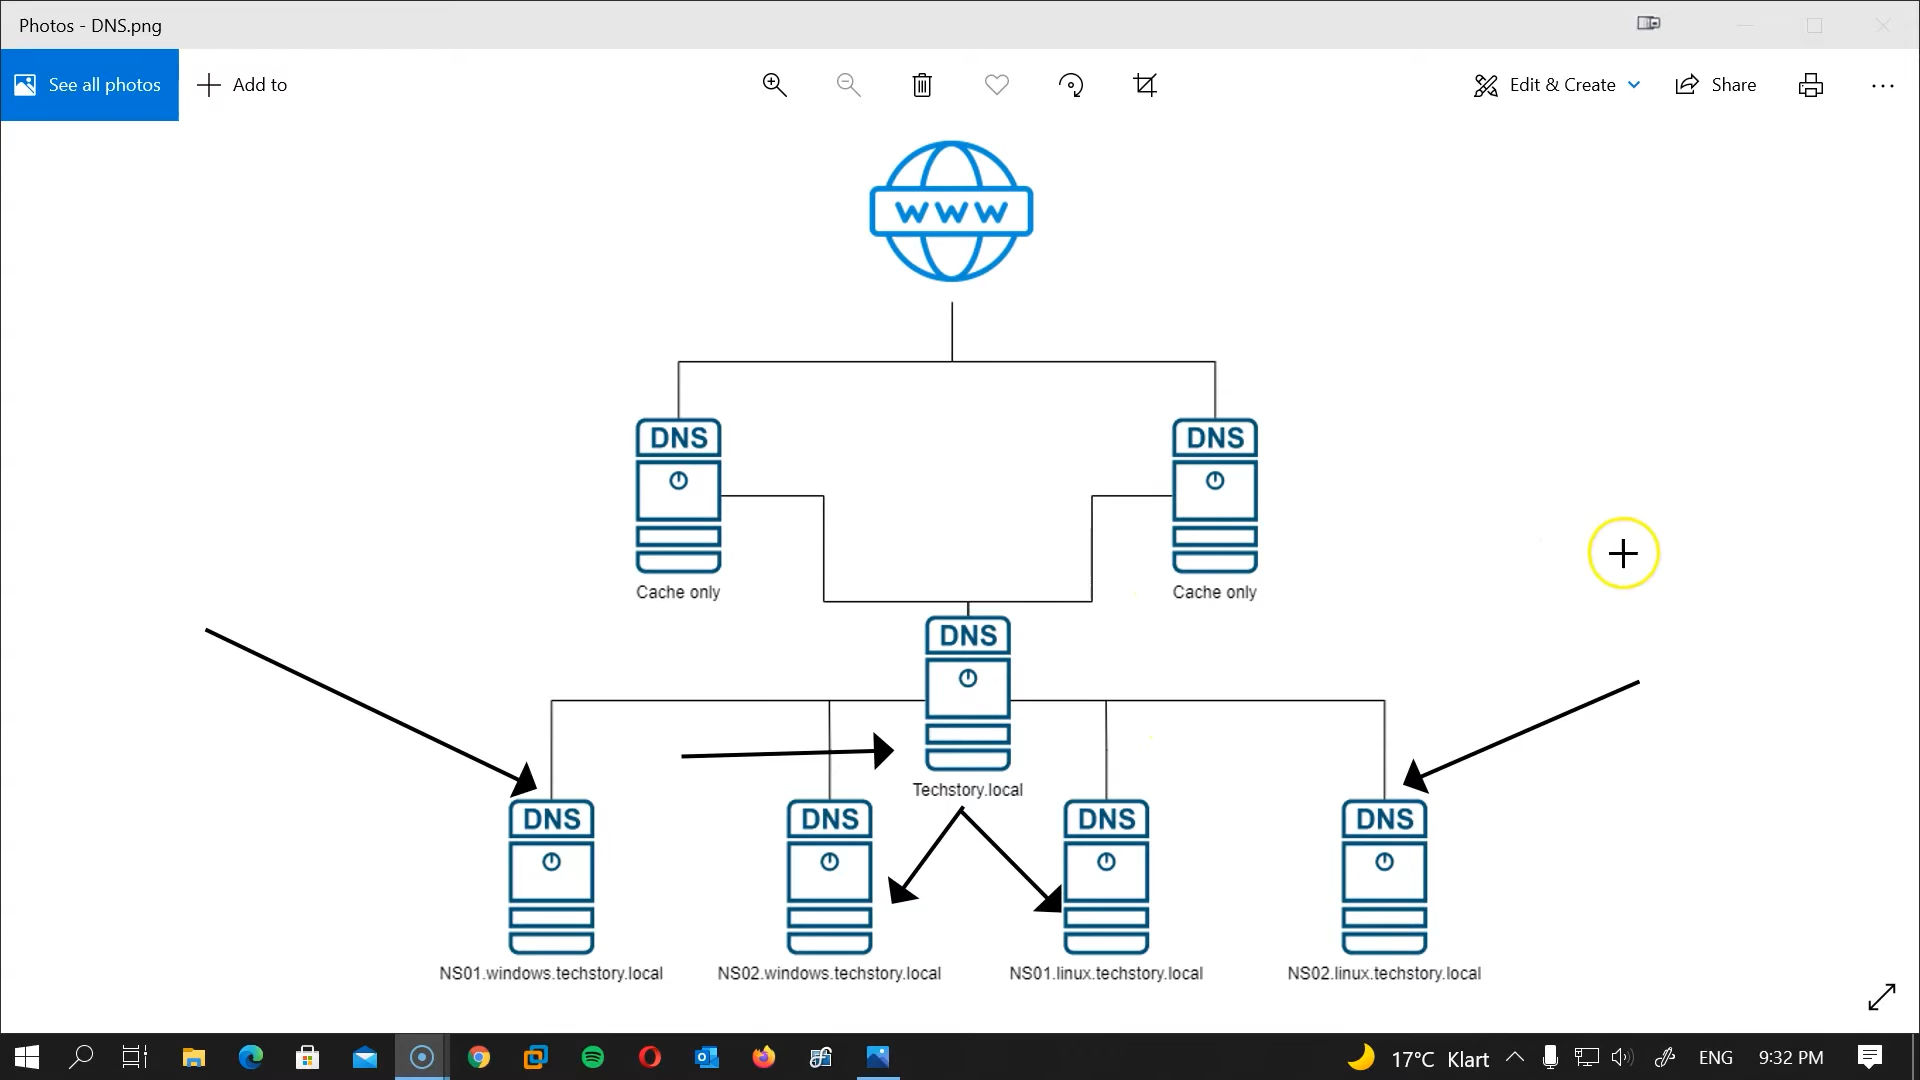 Photos - DNS.png
See all photos
Add to
Edit & Create
Share
WWW
DNS
DNS
Cache only
Cache only
DNS
Techstory.local
DNS
DNS
DNS
DNS
NS01.windows.techstory.local
NS02.windows.techstory.local
NS01.linux.techstory.local
NS02.linux.techstory.local
17°C Klart
ENG
9:32 PM